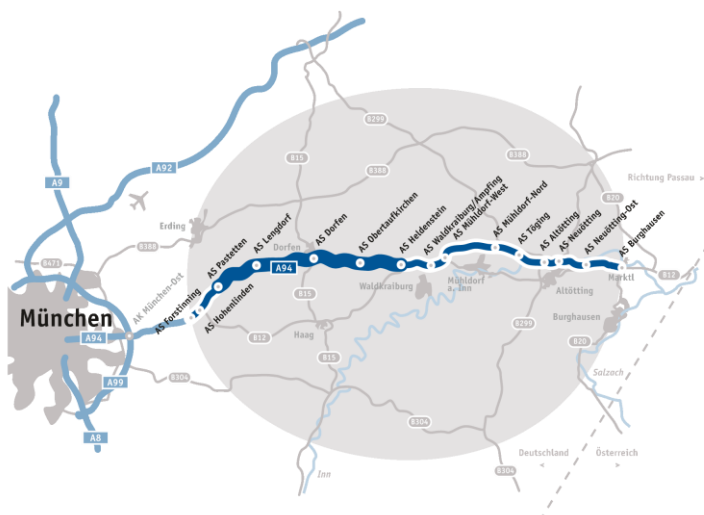 A9
A92
B299
B15
B388
B388
B20
Richtung Passau
Erding
B388
B471
AK München-Ost
AS Forstinning
AS Hohenlinden
AS Pastetten
AS Lengdorf
Dorfen
AS Dorfen
AS Obertaufkirchen
AS Heldenstein
AS Waldkraiburg/Ampfing
AS Mühldorf-West
AS Mühldorf-Nord
AS Töging
AS Altötting
AS Neuötting
AS Neuötting-Ost
AS Burghausen
A94
B12
Marktl
Waldkraiburg
Mühldorf
Inn
Altötting
München
A94
B15
B12
Haag
B299
Burghausen
B20
B15
A99
B304
Salzach
A8
B304
Inn
B304
Deutschland
Österreich